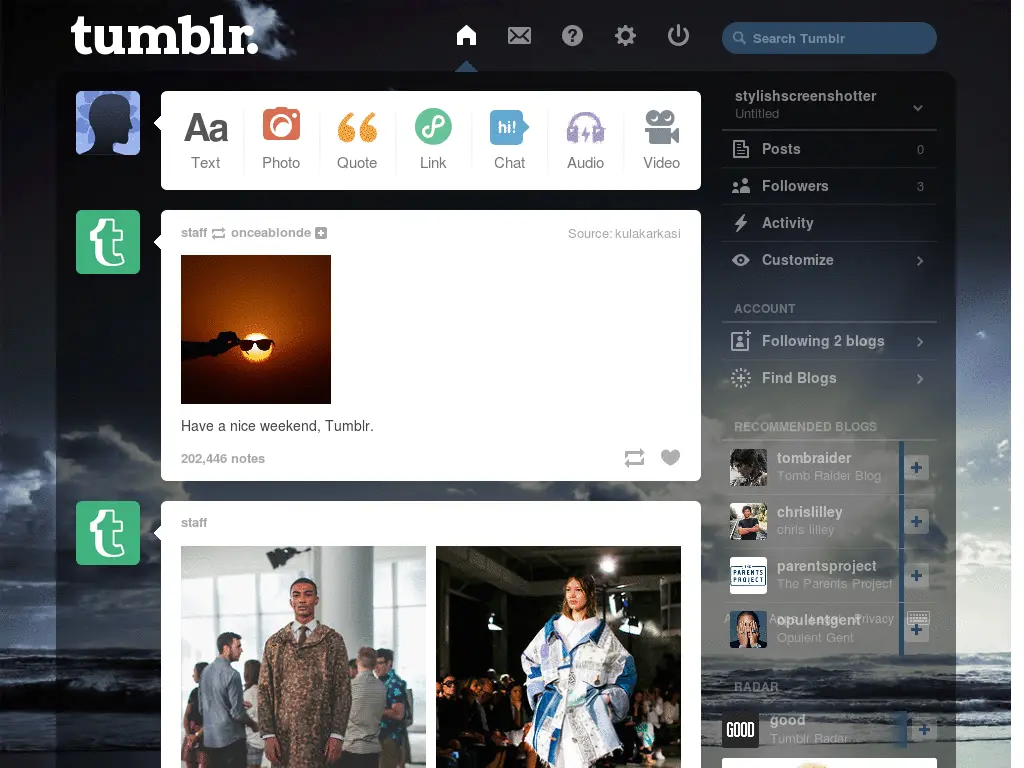 tumblr.
Search Tumblr
Aa
Text
Photo
Quote
Link
hi!
Chat
Audio
Video
staff onceablonde
Source: kulakarkasi
Have a nice weekend, Tumblr.
202,446 notes
staff
stylishscreenshotter
Untitled
Posts 0
Followers 3
Activity
Customize
ACCOUNT
Following 2 blogs
Find Blogs
RECOMMENDED BLOGS
tombraider
Tomb Raider Blog
chrislilley
chris lilley
THE PARENTS PROJECT
parentsproject
The Parents Project
opulentgent
Privacy
Opulent Gent
RADAR
GOOD
good
Tumblr Radar